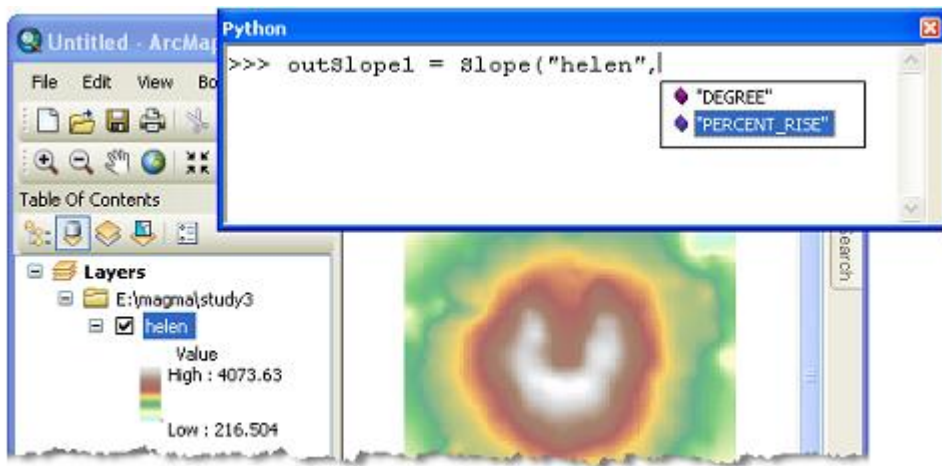 Untitled - ArcMap
File Edit View Bo
Table Of Contents
Layers
E:\magma\study3
helen
Value
High : 4073.63
Low : 216.504
Python
>>> outSlope1 = Slope("helen",
"DEGREE"
"PERCENT_RISE"
Search